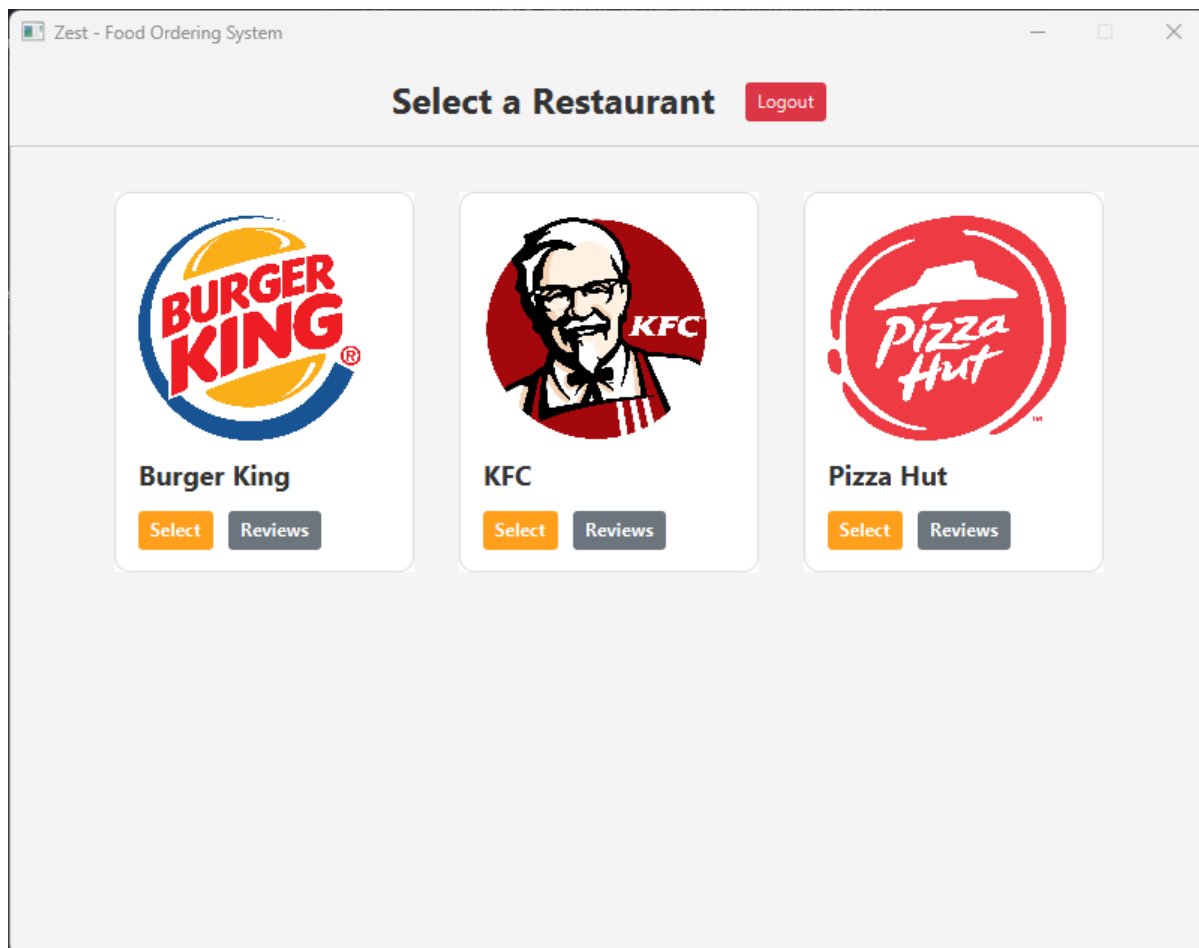 Zest - Food Ordering System
Select a Restaurant Logout
BURGER
KING
®
KFC
Pizza
Hut
™
Burger King
KFC
Pizza Hut
Select Reviews
Select Reviews
Select Reviews